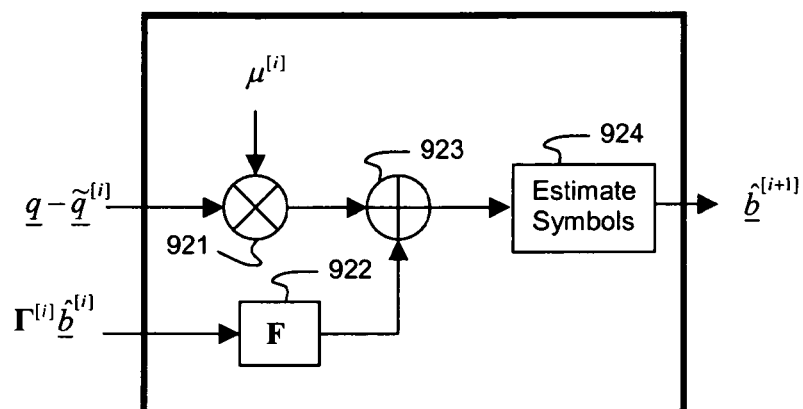 μ^[i]
923
924
q̲ − q̲̃^[i]
Estimate
Symbols
b̲̂^[i+1]
921
922
Γ^[i] b̲̂^[i]
F